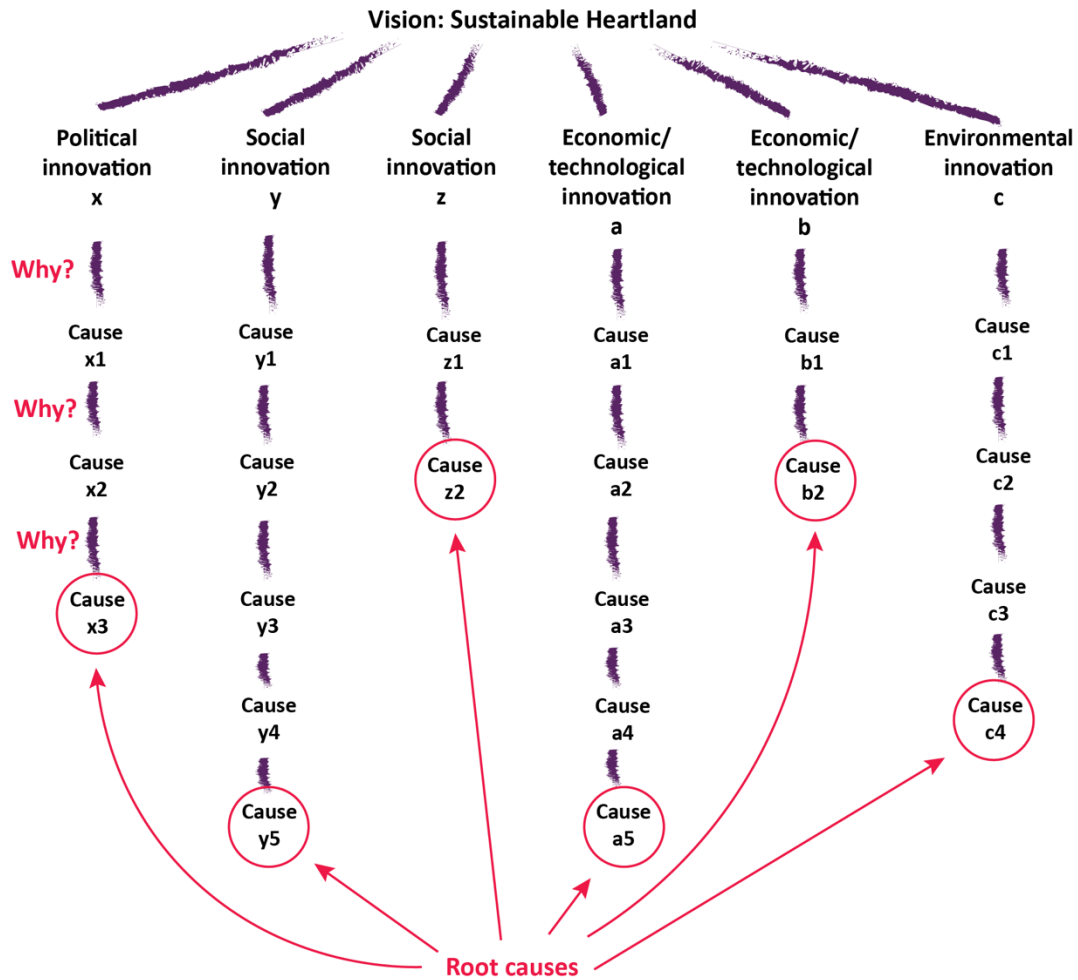 Vision: Sustainable Heartland
Political
innovation
x
Social
innovation
y
Social
innovation
z
Economic/
technological
innovation
a
Economic/
technological
innovation
b
Environmental
innovation
c
Why?
Cause
x1
Cause
y1
Cause
z1
Cause
a1
Cause
b1
Cause
c1
Why?
Cause
x2
Cause
y2
Cause
z2
Cause
a2
Cause
b2
Cause
c2
Why?
Cause
x3
Cause
y3
Cause
a3
Cause
c3
Cause
y4
Cause
a4
Cause
c4
Cause
y5
Cause
a5
Root causes